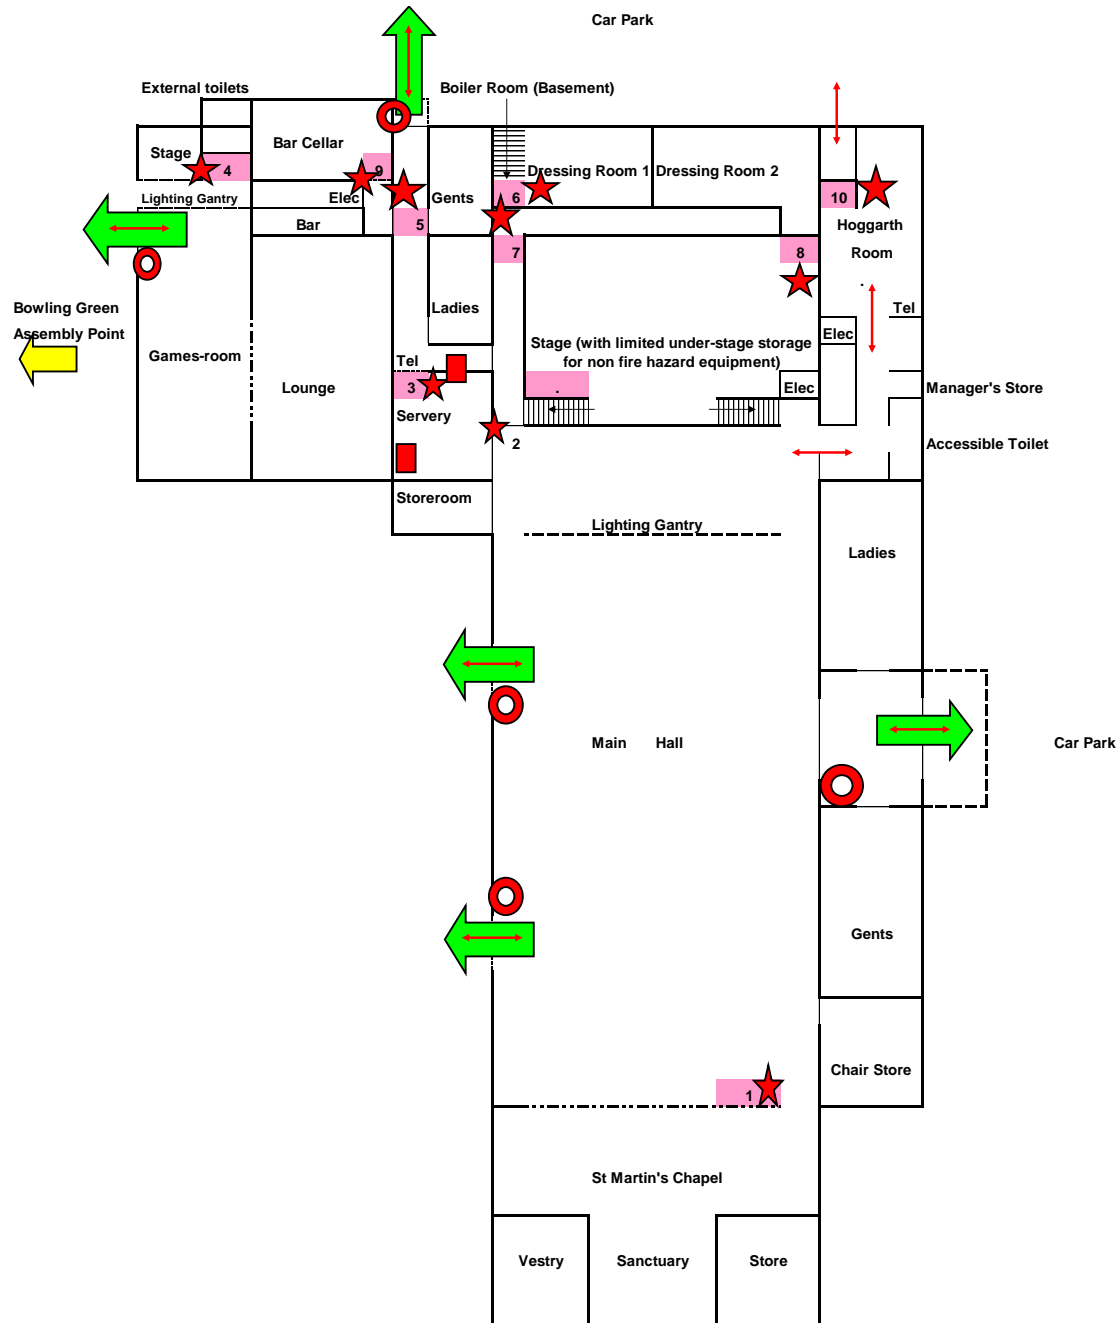 Car Park
External toilets
Boiler Room (Basement)
Bar Cellar
Stage
4
9
Dressing Room 1
Dressing Room 2
Lighting Gantry
Elec
Gents
6
10
Bar
5
Hoggarth
Room
7
8
.
Bowling Green
Assembly Point
Ladies
Tel
Games-room
Elec
Stage (with limited under-stage storage
for non fire hazard equipment)
Tel
Lounge
3
.
Elec
Manager's Store
Servery
2
Accessible Toilet
Storeroom
Lighting Gantry
Ladies
Main Hall
Car Park
Gents
Chair Store
1
St Martin's Chapel
Vestry
Sanctuary
Store